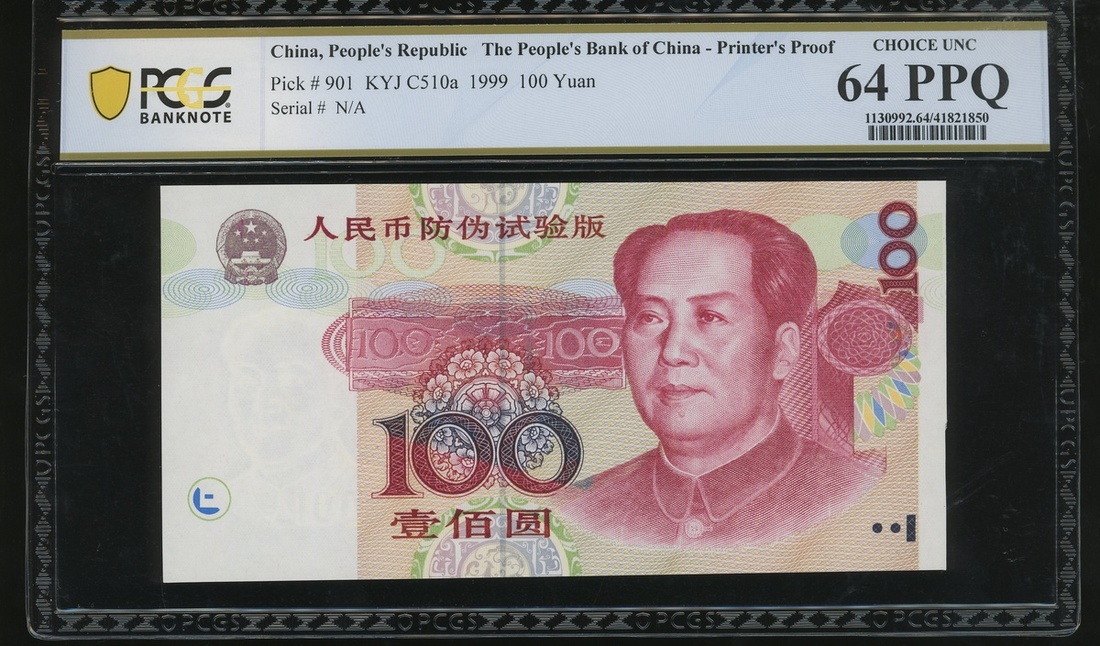 China, People's Republic The People's Bank of China - Printer's Proof
Pick # 901 KYJ C510a 1999 100 Yuan
Serial # N/A
PCGS
BANKNOTE
CHOICE UNC
64 PPQ
1130992.64/41821850
人民币防伪试验版
100
100
100 100
100
壹佰圆